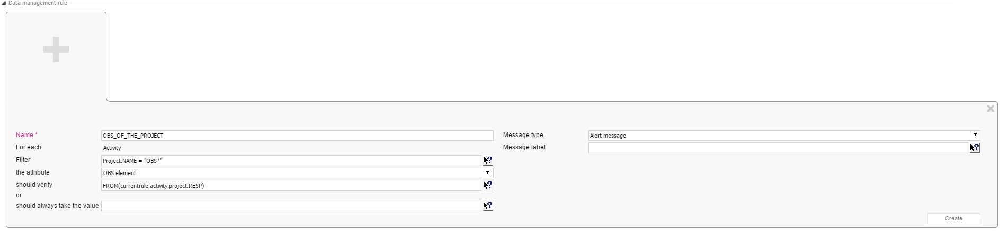 Data management rule
Name *
OBS_OF_THE_PROJECT
Message type
Alert message
For each
Activity
Message label
?
Filter
Project.NAME = "OBS*"
?
the attribute
OBS element
should verify
FROM(currentrule.activity.project.RESP)
?
or
should always take the value
?
Create